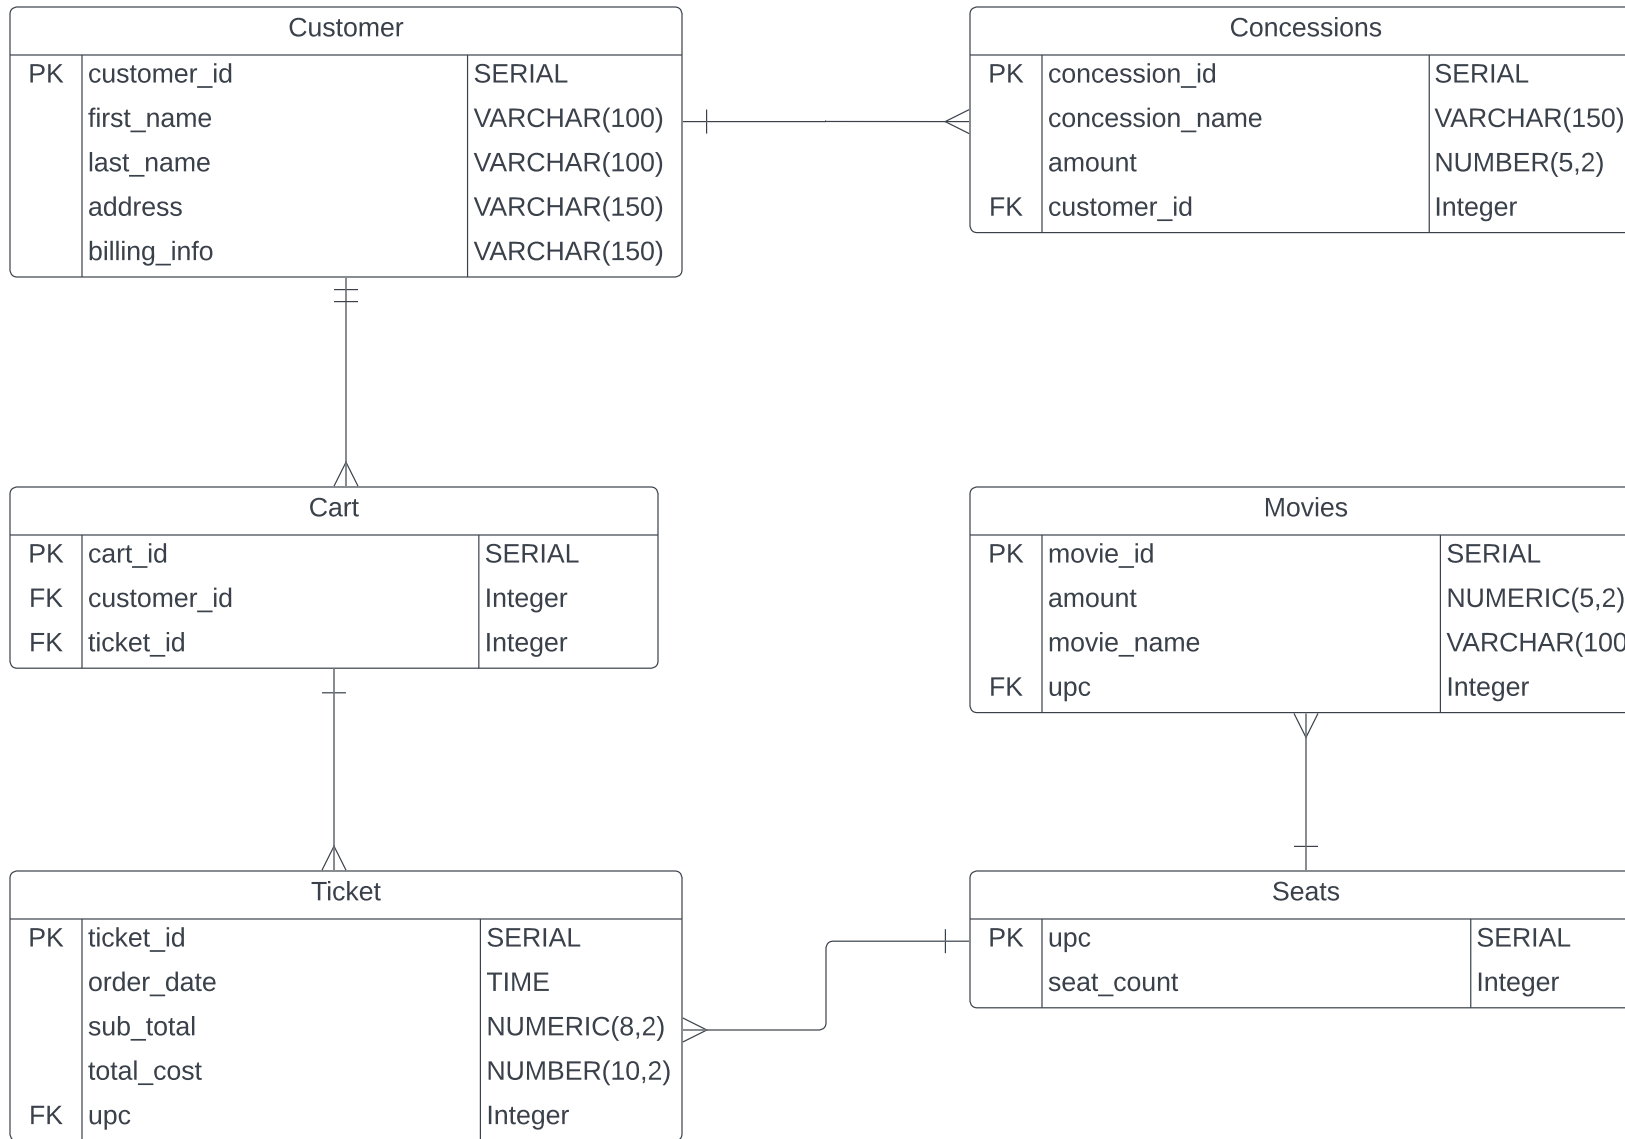 Customer
PK customer_id SERIAL
first_name VARCHAR(100)
last_name VARCHAR(100)
address VARCHAR(150)
billing_info VARCHAR(150)
Concessions
PK concession_id SERIAL
concession_name VARCHAR(150)
amount NUMBER(5,2)
FK customer_id Integer
Cart
PK cart_id SERIAL
FK customer_id Integer
FK ticket_id Integer
Movies
PK movie_id SERIAL
amount NUMERIC(5,2)
movie_name VARCHAR(100
FK upc Integer
Ticket
PK ticket_id SERIAL
order_date TIME
sub_total NUMERIC(8,2)
total_cost NUMBER(10,2)
FK upc Integer
Seats
PK upc SERIAL
seat_count Integer